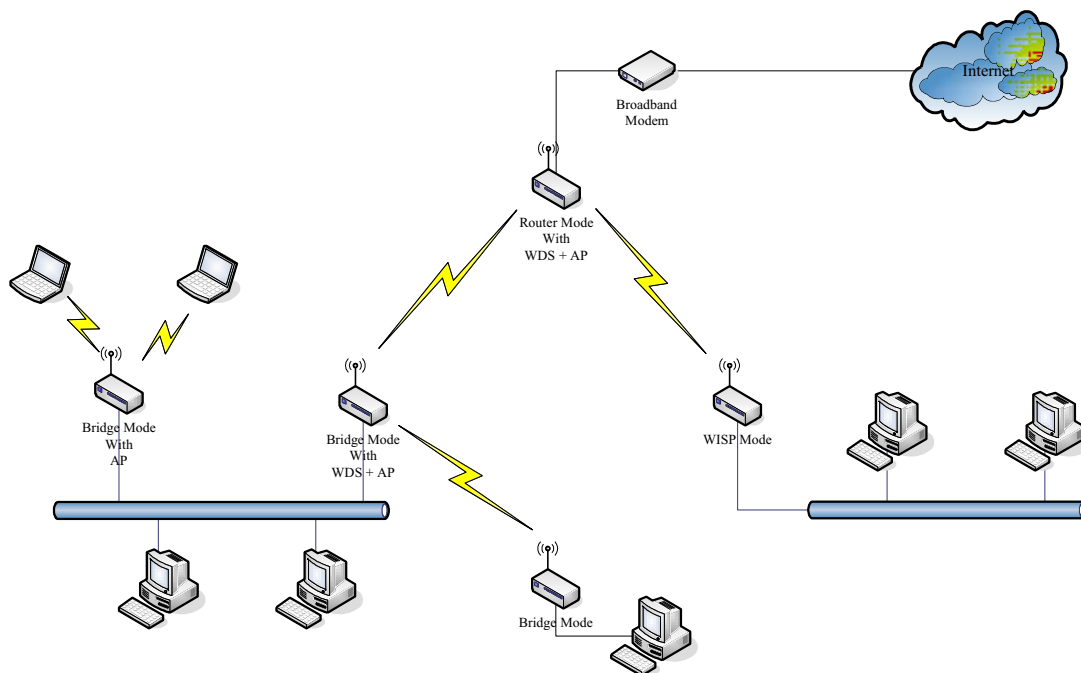 Internet
Broadband
Modem
Router Mode
With
WDS + AP
Bridge Mode
With
AP
Bridge Mode
With
WDS + AP
WISP Mode
Bridge Mode